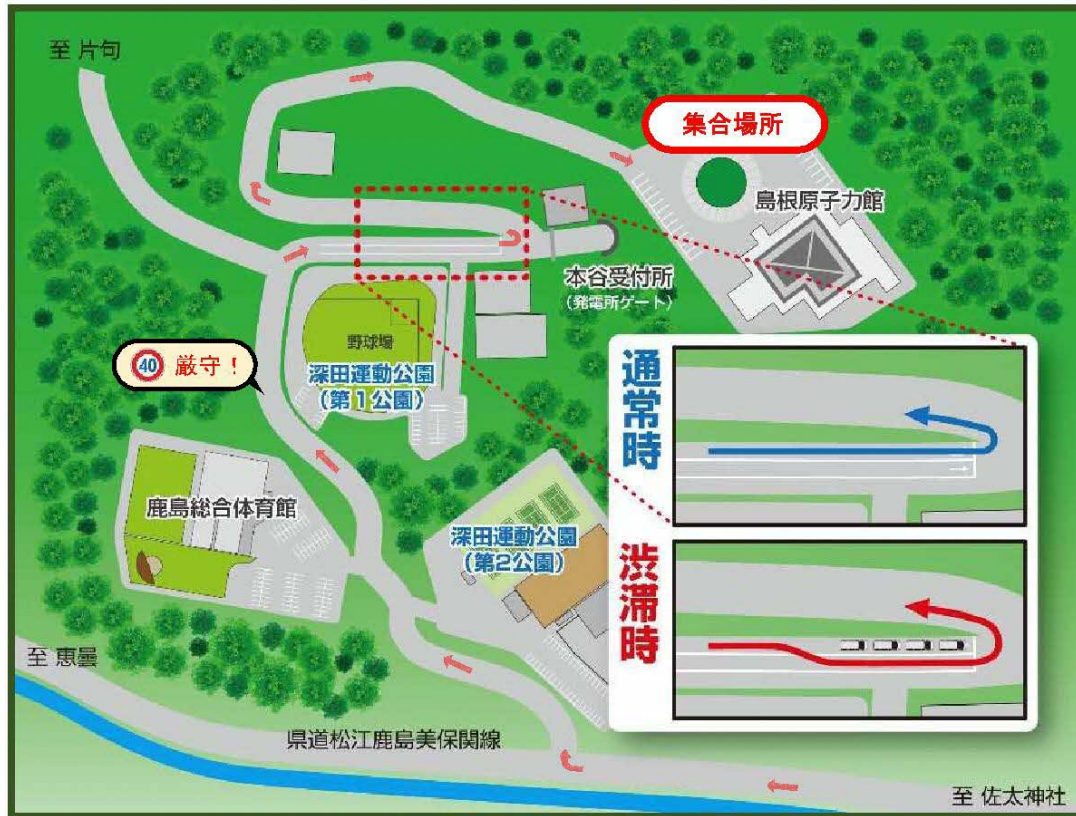 至 片句
集合場所
島根原子力館
本谷受付所
(発電所ゲート)
野球場
深田運動公園
(第1公園)
40 厳守!
鹿島総合体育館
深田運動公園
(第2公園)
通常時
渋滞時
至 恵曇
県道松江鹿島美保関線
至 佐太神社